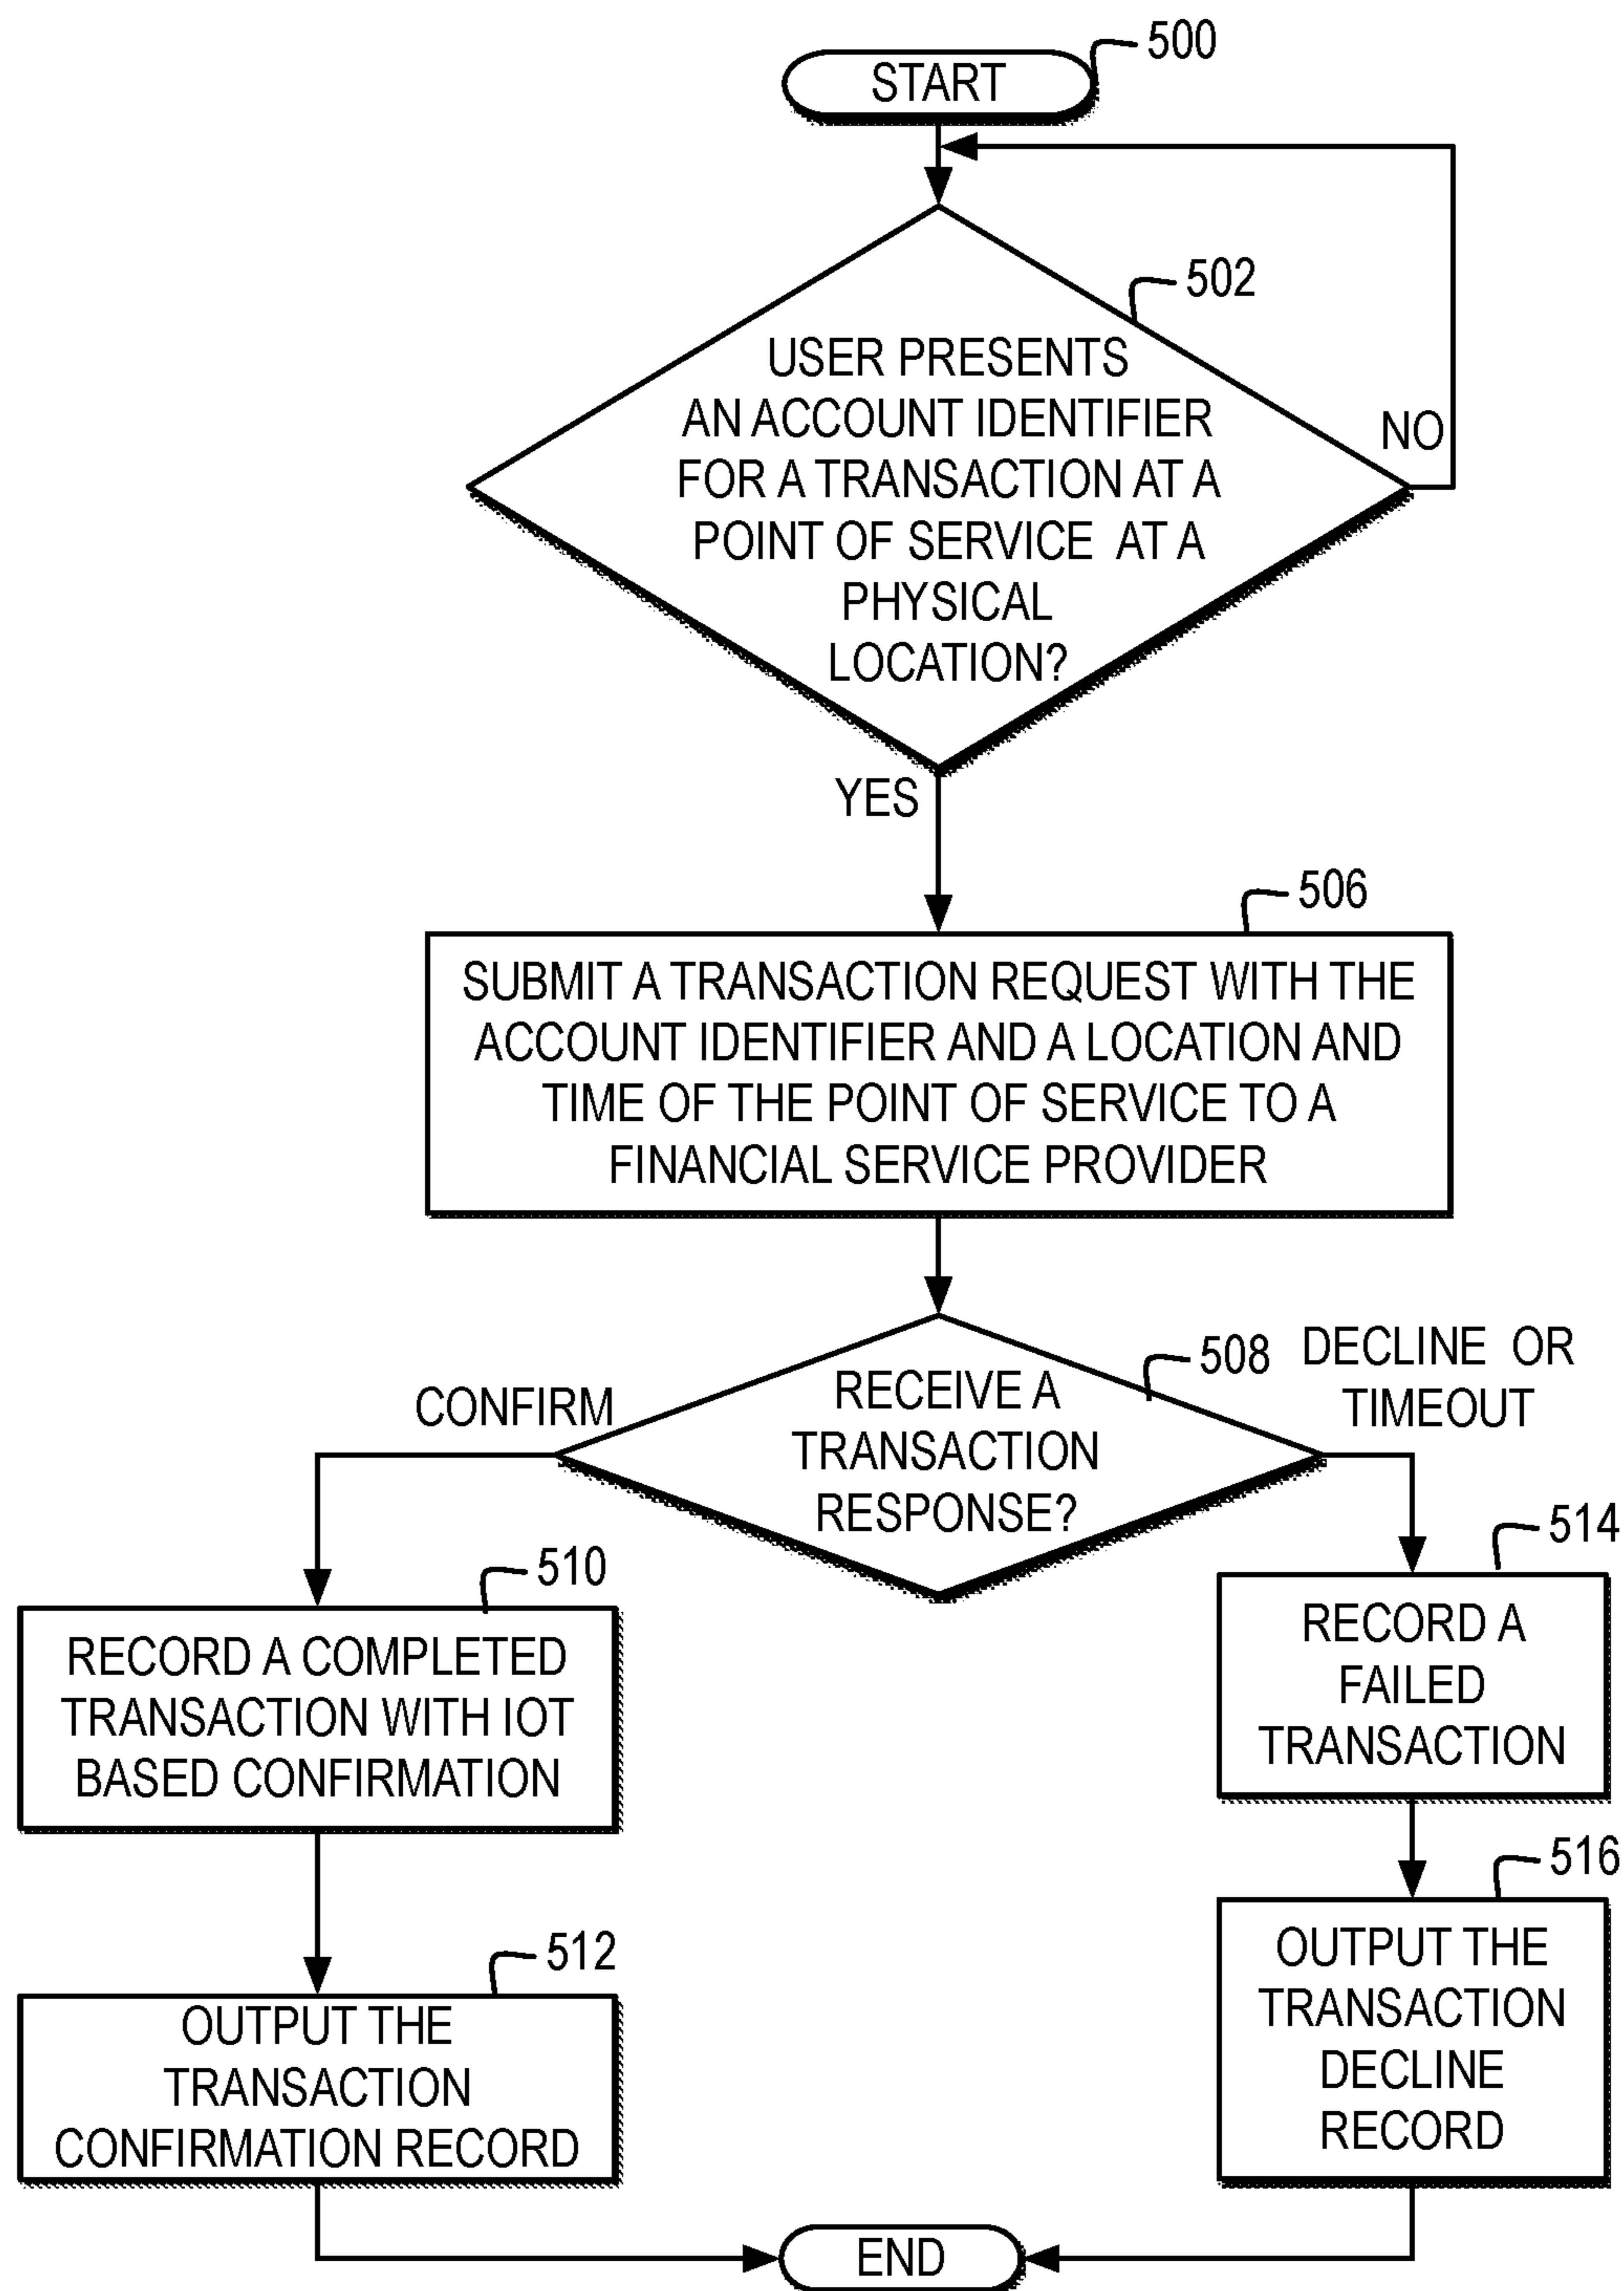 500
START
502
USER PRESENTS
AN ACCOUNT IDENTIFIER
FOR A TRANSACTION AT A
POINT OF SERVICE AT A
PHYSICAL
LOCATION?
NO
YES
506
SUBMIT A TRANSACTION REQUEST WITH THE
ACCOUNT IDENTIFIER AND A LOCATION AND
TIME OF THE POINT OF SERVICE TO A
FINANCIAL SERVICE PROVIDER
508
RECEIVE A
TRANSACTION
RESPONSE?
CONFIRM
DECLINE OR
TIMEOUT
510
RECORD A COMPLETED
TRANSACTION WITH IOT
BASED CONFIRMATION
514
RECORD A
FAILED
TRANSACTION
512
OUTPUT THE
TRANSACTION
CONFIRMATION RECORD
516
OUTPUT THE
TRANSACTION
DECLINE
RECORD
END